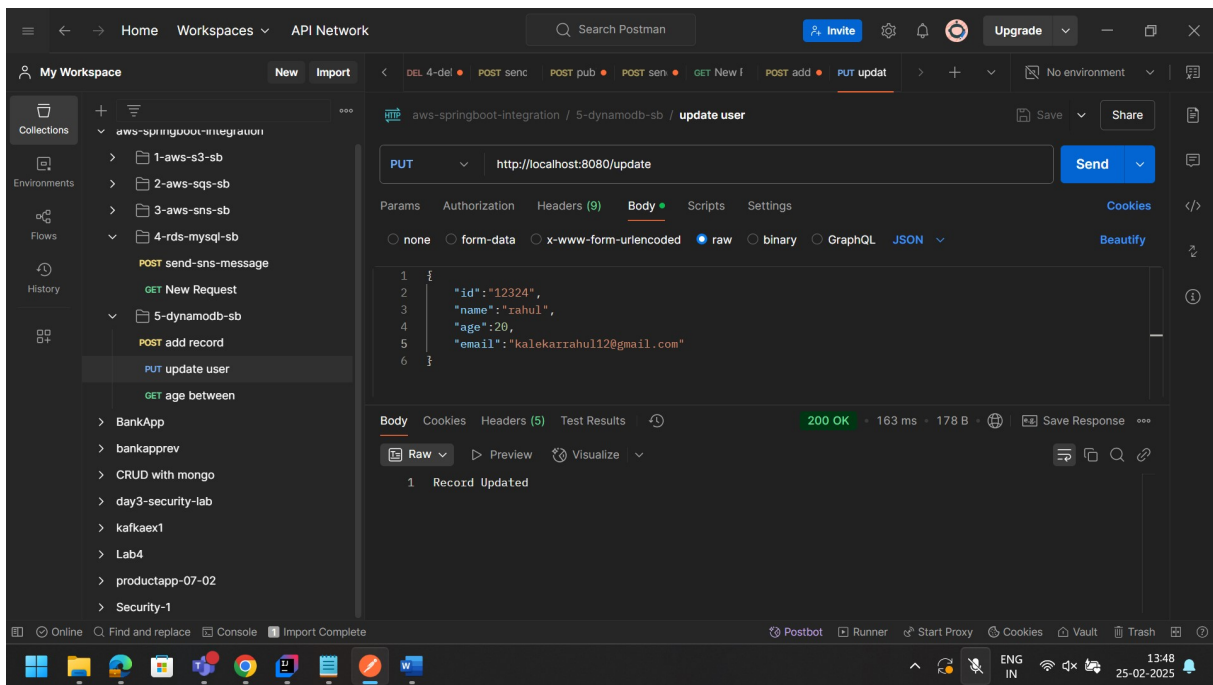 Home Workspaces API Network Search Postman Invite Upgrade
My Workspace New Import DEL 4-del POST senc POST pub POST sen GET New F POST add PUT updat No environment
Collections
Environments
Flows
History
aws-springboot-integration
1-aws-s3-sb
2-aws-sqs-sb
3-aws-sns-sb
4-rds-mysql-sb
POST send-sns-message
GET New Request
5-dynamodb-sb
POST add record
PUT update user
GET age between
BankApp
bankapprev
CRUD with mongo
day3-security-lab
kafkaex1
Lab4
productapp-07-02
Security-1
HTTP aws-springboot-integration / 5-dynamodb-sb / update user Save Share
PUT http://localhost:8080/update Send
Params Authorization Headers (9) Body Scripts Settings Cookies
none form-data x-www-form-urlencoded raw binary GraphQL JSON Beautify
1 {
2 "id":"12324",
3 "name":"rahul",
4 "age":20,
5 "email":"kalekarrahul12@gmail.com"
6 }
Body Cookies Headers (5) Test Results 200 OK 163 ms 178 B e.g. Save Response
Raw Preview Visualize
1 Record Updated
Online Find and replace Console 1 Import Complete Postbot Runner Start Proxy Cookies Vault Trash
ENG 13:48
IN 25-02-2025